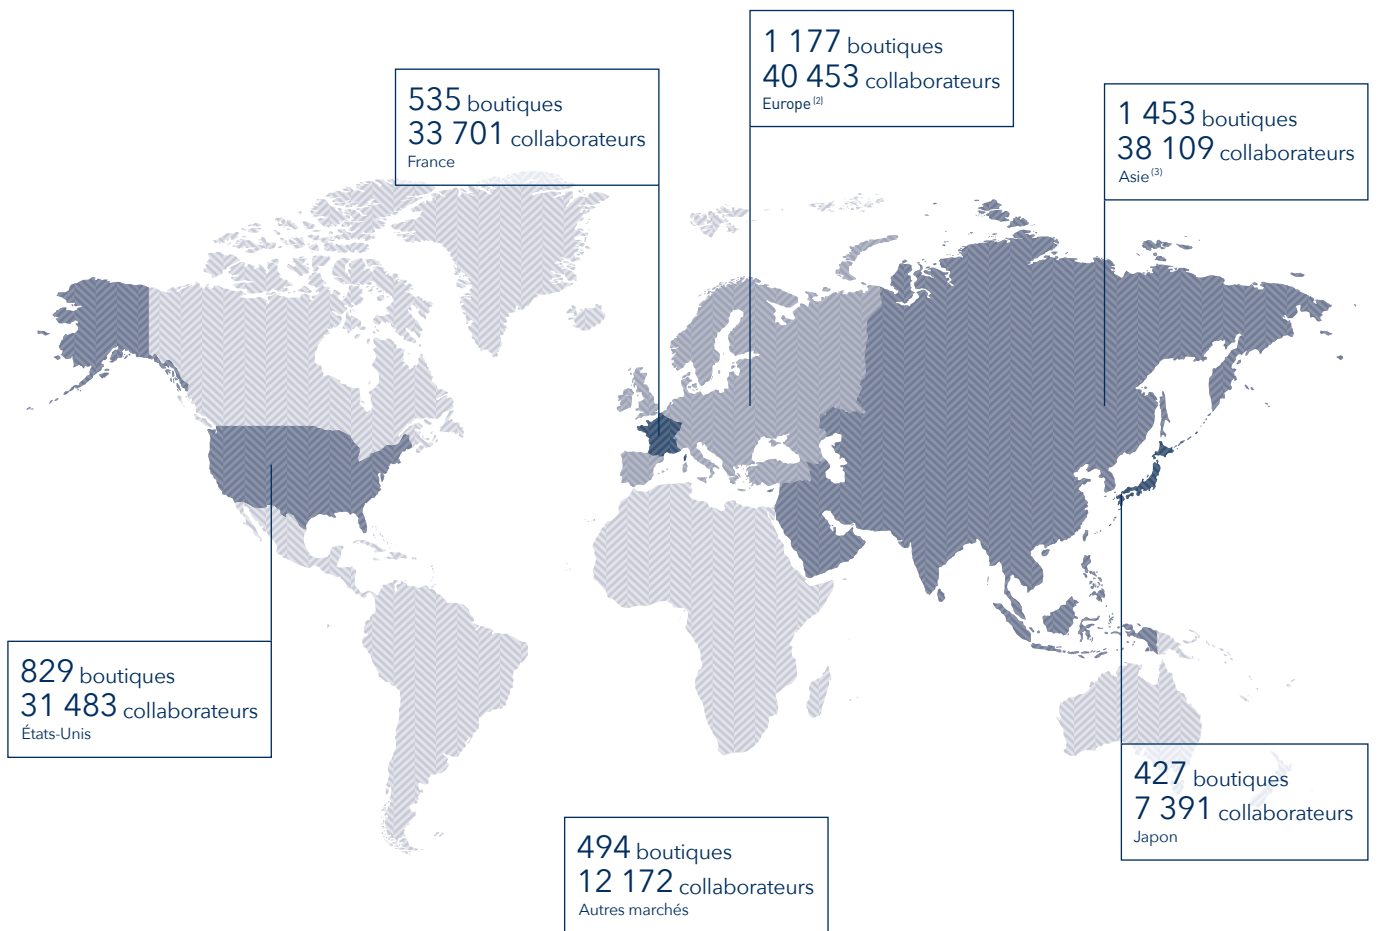 1 177 boutiques
40 453 collaborateurs
Europe (2)
535 boutiques
33 701 collaborateurs
France
1 453 boutiques
38 109 collaborateurs
Asie (3)
829 boutiques
31 483 collaborateurs
États-Unis
427 boutiques
7 391 collaborateurs
Japon
494 boutiques
12 172 collaborateurs
Autres marchés